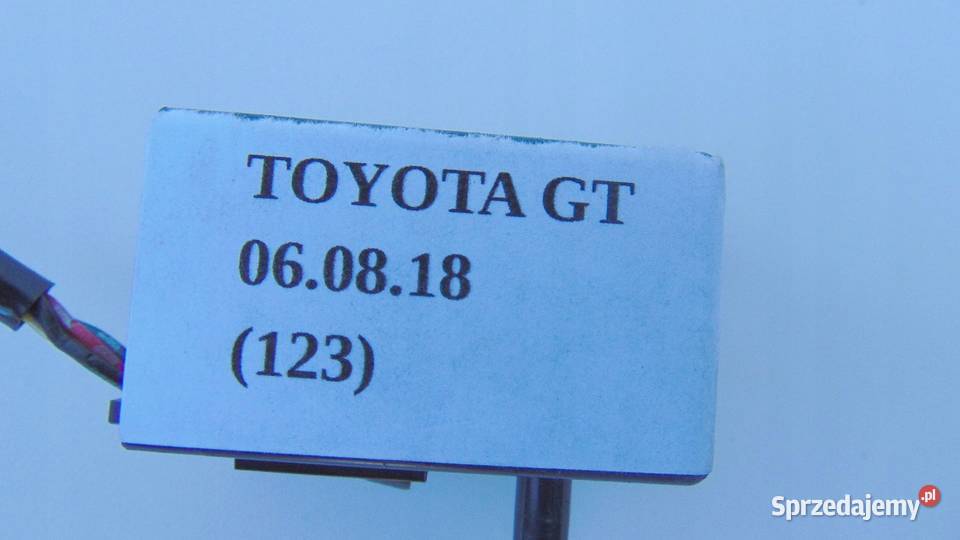 TOYOTA GT
06.08.18
(123)
Sprzedajemy.pl